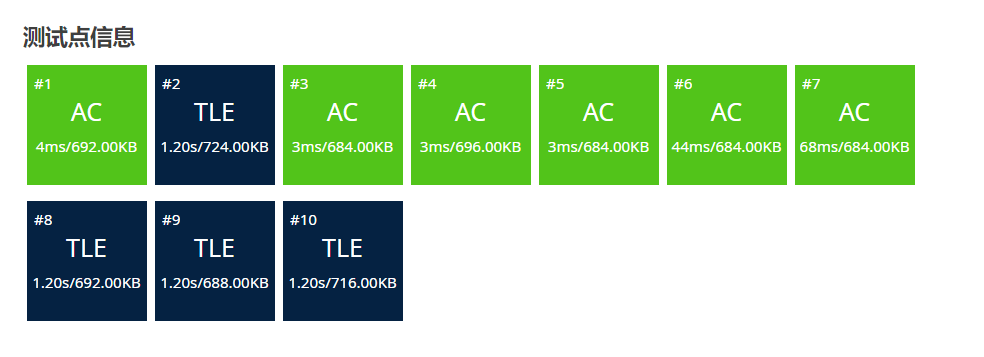 测试点信息
#1 #2 #3 #4 #5 #6 #7
AC TLE AC AC AC AC AC
4ms/692.00KB 1.20s/724.00KB 3ms/684.00KB 3ms/696.00KB 3ms/684.00KB 44ms/684.00KB 68ms/684.00KB
#8 #9 #10
TLE TLE TLE
1.20s/692.00KB 1.20s/688.00KB 1.20s/716.00KB